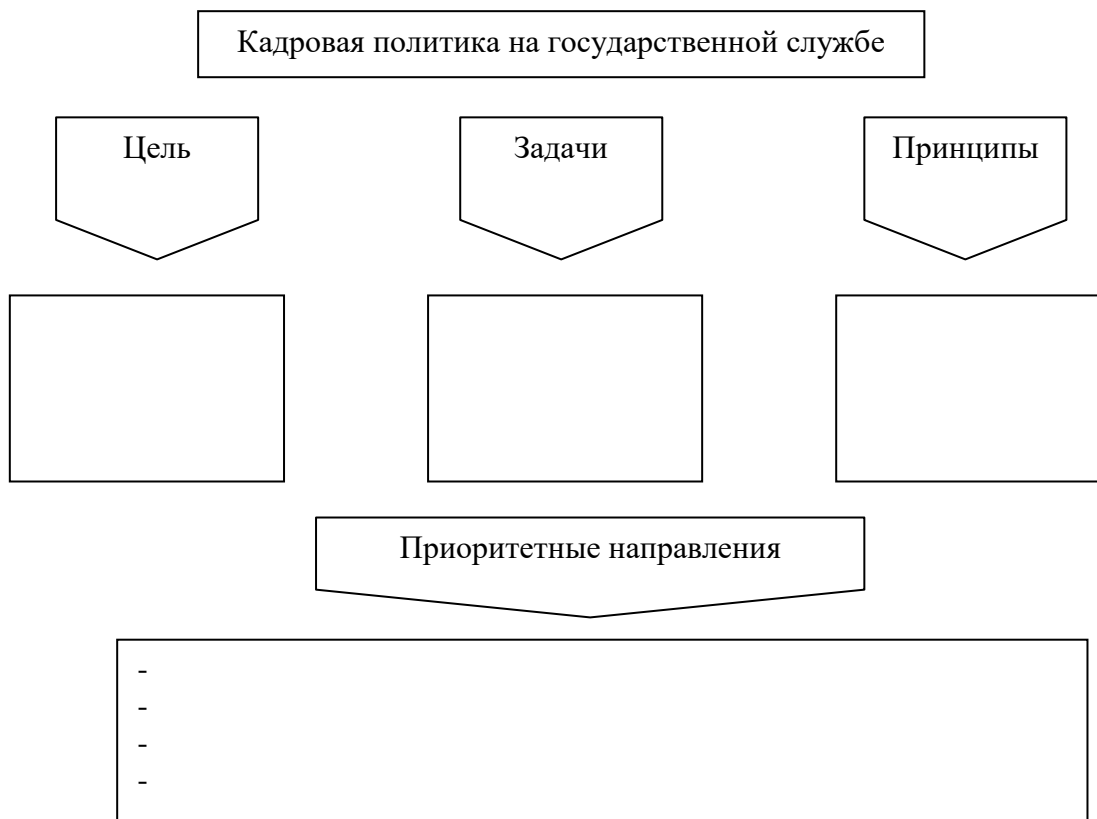 Кадровая политика на государственной службе
Цель
Задачи
Принципы
Приоритетные направления
-
-
-
-